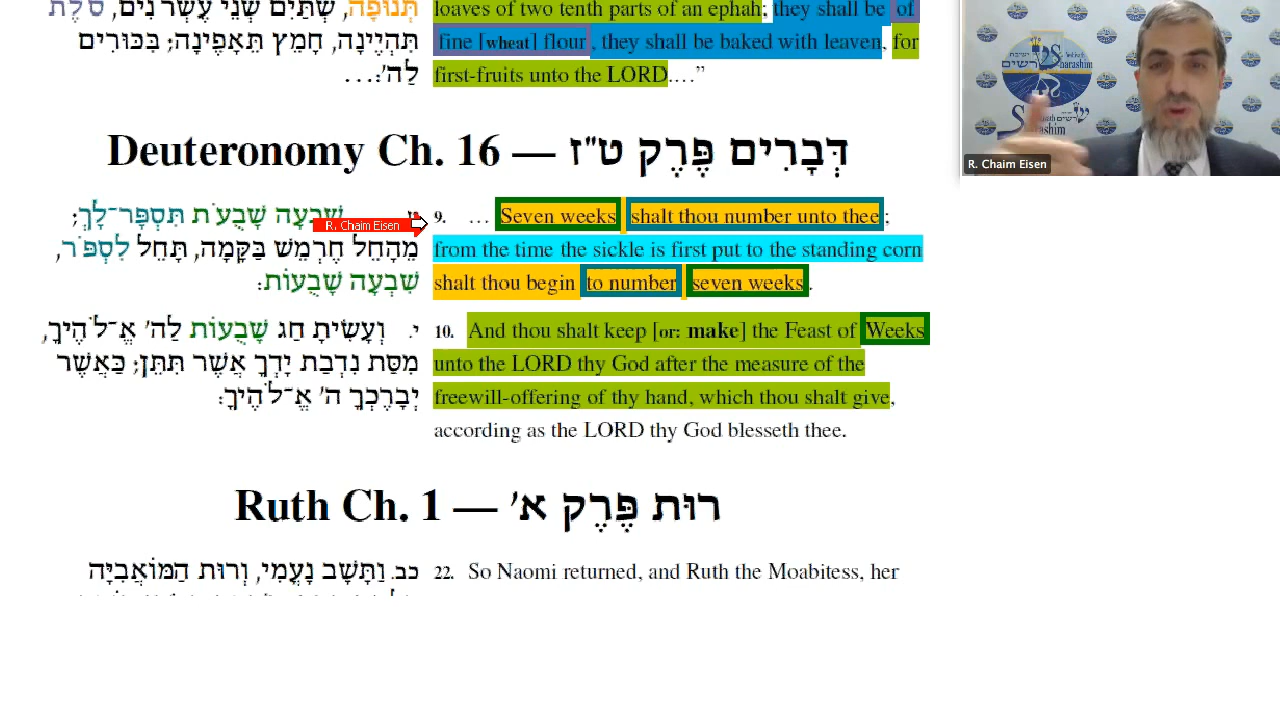 תְּנוּפָה, שְׁתַּיִם שְׁנֵי עֶשְׂרֹנִים, סֹלֶת
תִּהְיֶינָה, חָמֵץ תֵּאָפֶינָה; בִּכּוּרִים
לַה'....
loaves of two tenth parts of an ephah; they shall be of
fine [wheat] flour, they shall be baked with leaven, for
first-fruits unto the LORD....”
Deuteronomy Ch. 16 — דְּבָרִים פֶּרֶק ט"ז
שִׁבְעָה שָׁבֻעֹת תִּסְפָּר־לָךְ;
מֵהָחֵל חֶרְמֵשׁ בַּקָּמָה, תָּחֵל לִסְפֹּר,
שִׁבְעָה שָׁבֻעוֹת:
R. Chaim Eisen
9. … Seven weeks shalt thou number unto thee;
from the time the sickle is first put to the standing corn
shalt thou begin to number seven weeks.
י. וְעָשִׂיתָ חַג שָׁבֻעוֹת לַה' אֱ־לֹהֶיךָ,
מִסַּת נִדְבַת יָדְךָ אֲשֶׁר תִּתֵּן; כַּאֲשֶׁר
יְבָרֶכְךָ ה' אֱ־לֹהֶיךָ:
10. And thou shalt keep [or: make] the Feast of Weeks
unto the LORD thy God after the measure of the
freewill-offering of thy hand, which thou shalt give,
according as the LORD thy God blesseth thee.
Ruth Ch. 1 — רוּת פֶּרֶק א'
כב. וַתָּשָׁב נָעֳמִי, וְרוּת הַמּוֹאֲבִיָּה
22. So Naomi returned, and Ruth the Moabitess, her
שרשים
Sharashim
R. Chaim Eisen